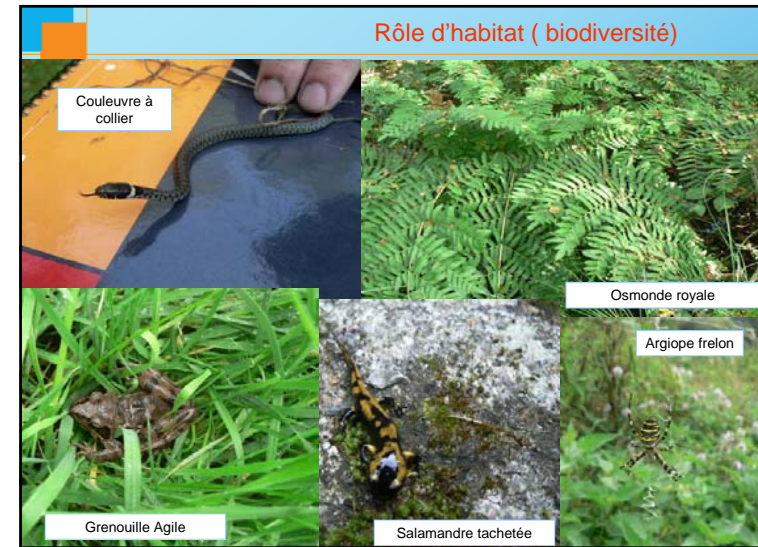 Rôle d’habitat ( biodiversité)
Couleuvre à
collier
Osmonde royale
Argiope frelon
Grenouille Agile
Salamandre tachetée